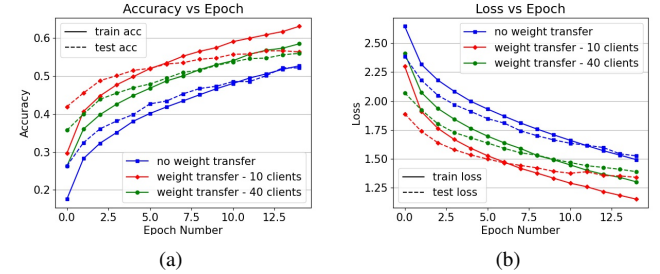 Accuracy vs Epoch
train acc
test acc
0.6
0.5
0.4
0.3
0.2
Accuracy
no weight transfer
weight transfer - 10 clients
weight transfer - 40 clients
0.0 2.5 5.0 7.5 10.0 12.5
Epoch Number
(a)
Loss vs Epoch
no weight transfer
weight transfer - 10 clients
weight transfer - 40 clients
2.50
2.25
2.00
1.75
1.50
1.25
Loss
train loss
test loss
0.0 2.5 5.0 7.5 10.0 12.5
Epoch Number
(b)